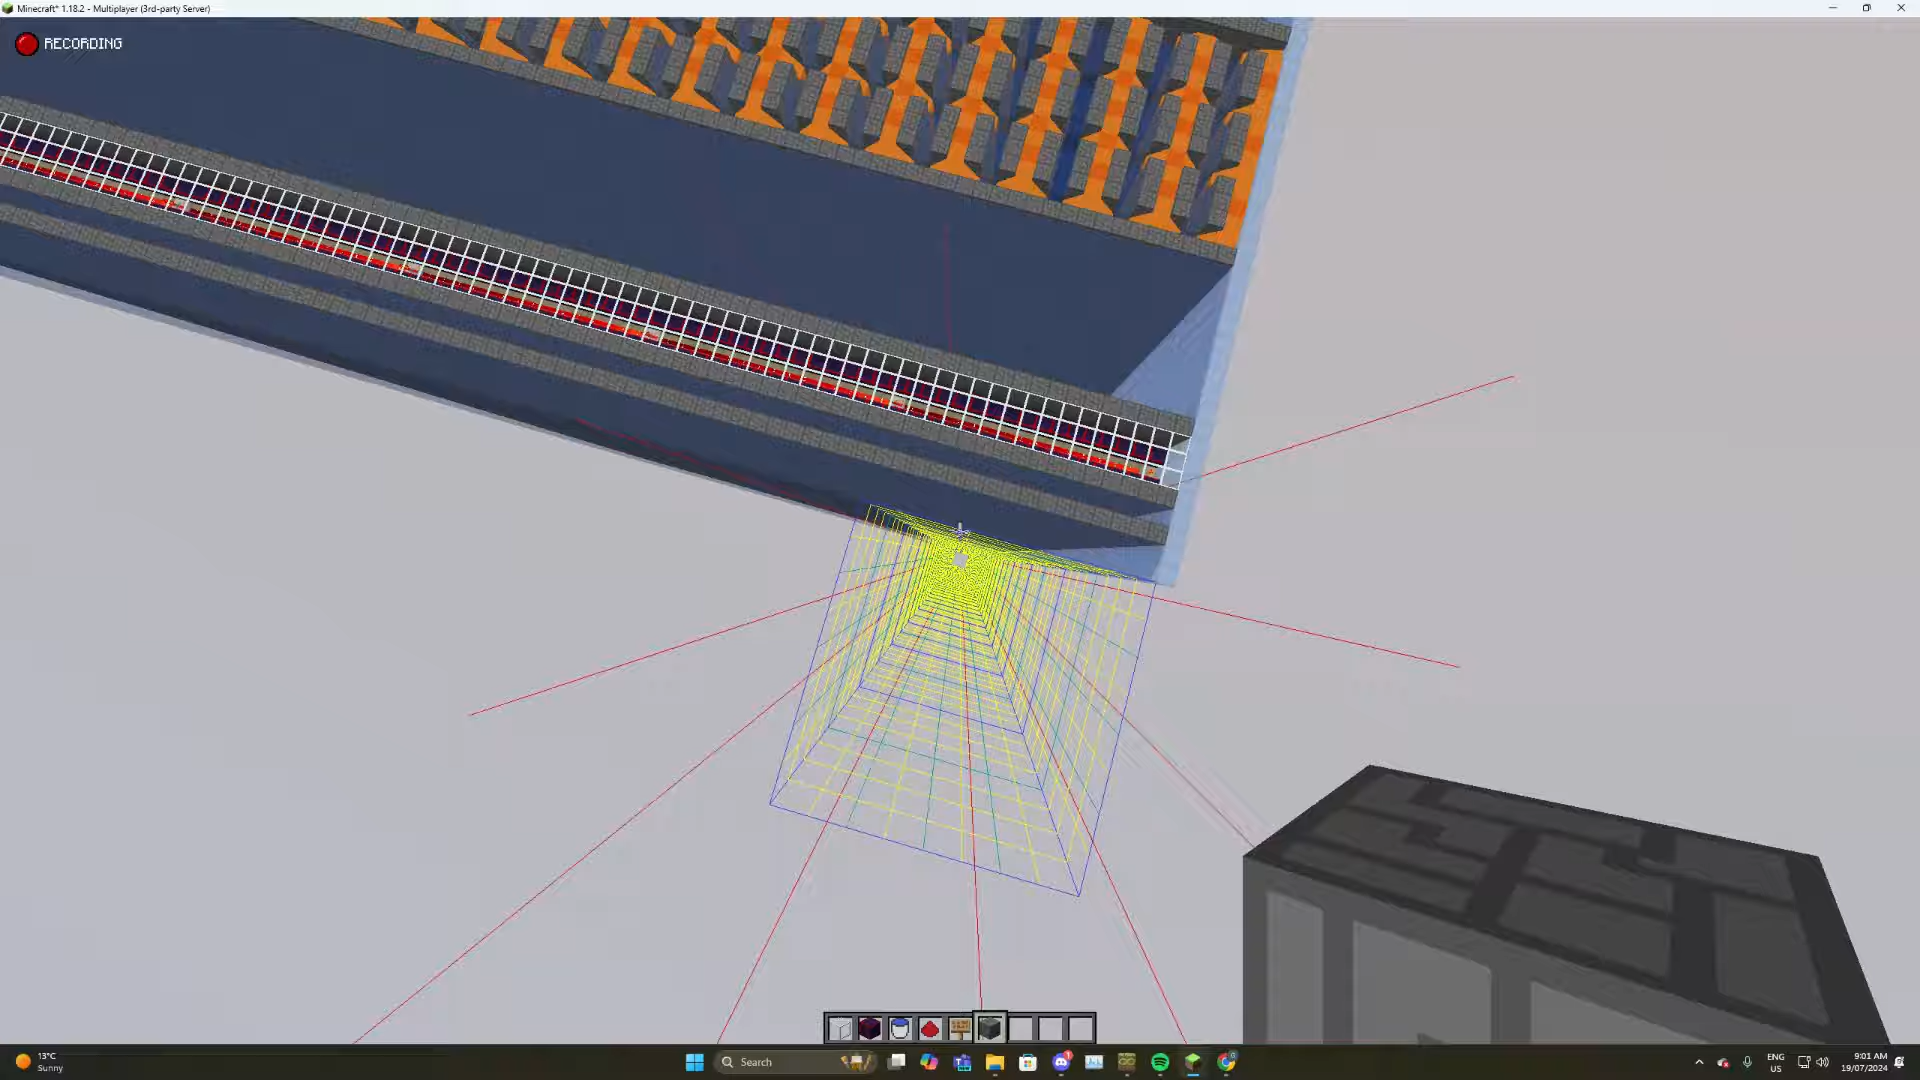 Minecraft* 1.18.2 - Multiplayer (3rd-party Server)
RECORDING
13°C
Sunny
Search
1
ENG
US
9:01 AM
19/07/2024